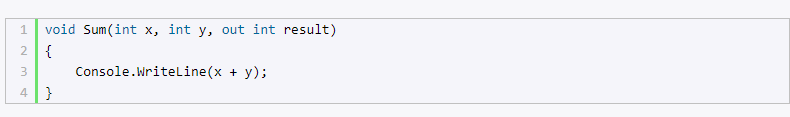 1 void Sum(int x, int y, out int result)
2 {
3     Console.WriteLine(x + y);
4 }